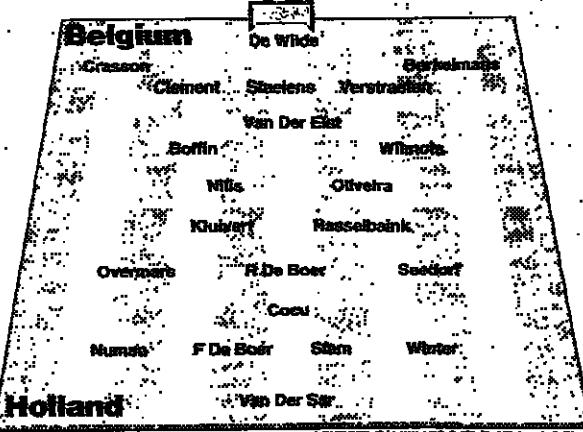 Belgium
De Wilde
Crasson Borkelmans
Clement Staelens Verstraeten
Van Der Elst
Boffin Wilmots
Nilis Oliveira
Kluivert Hasselbaink
Overmars R De Boer Seedorf
Cocu
Numan F De Boer Stam Winter
Van Der Sar
Holland